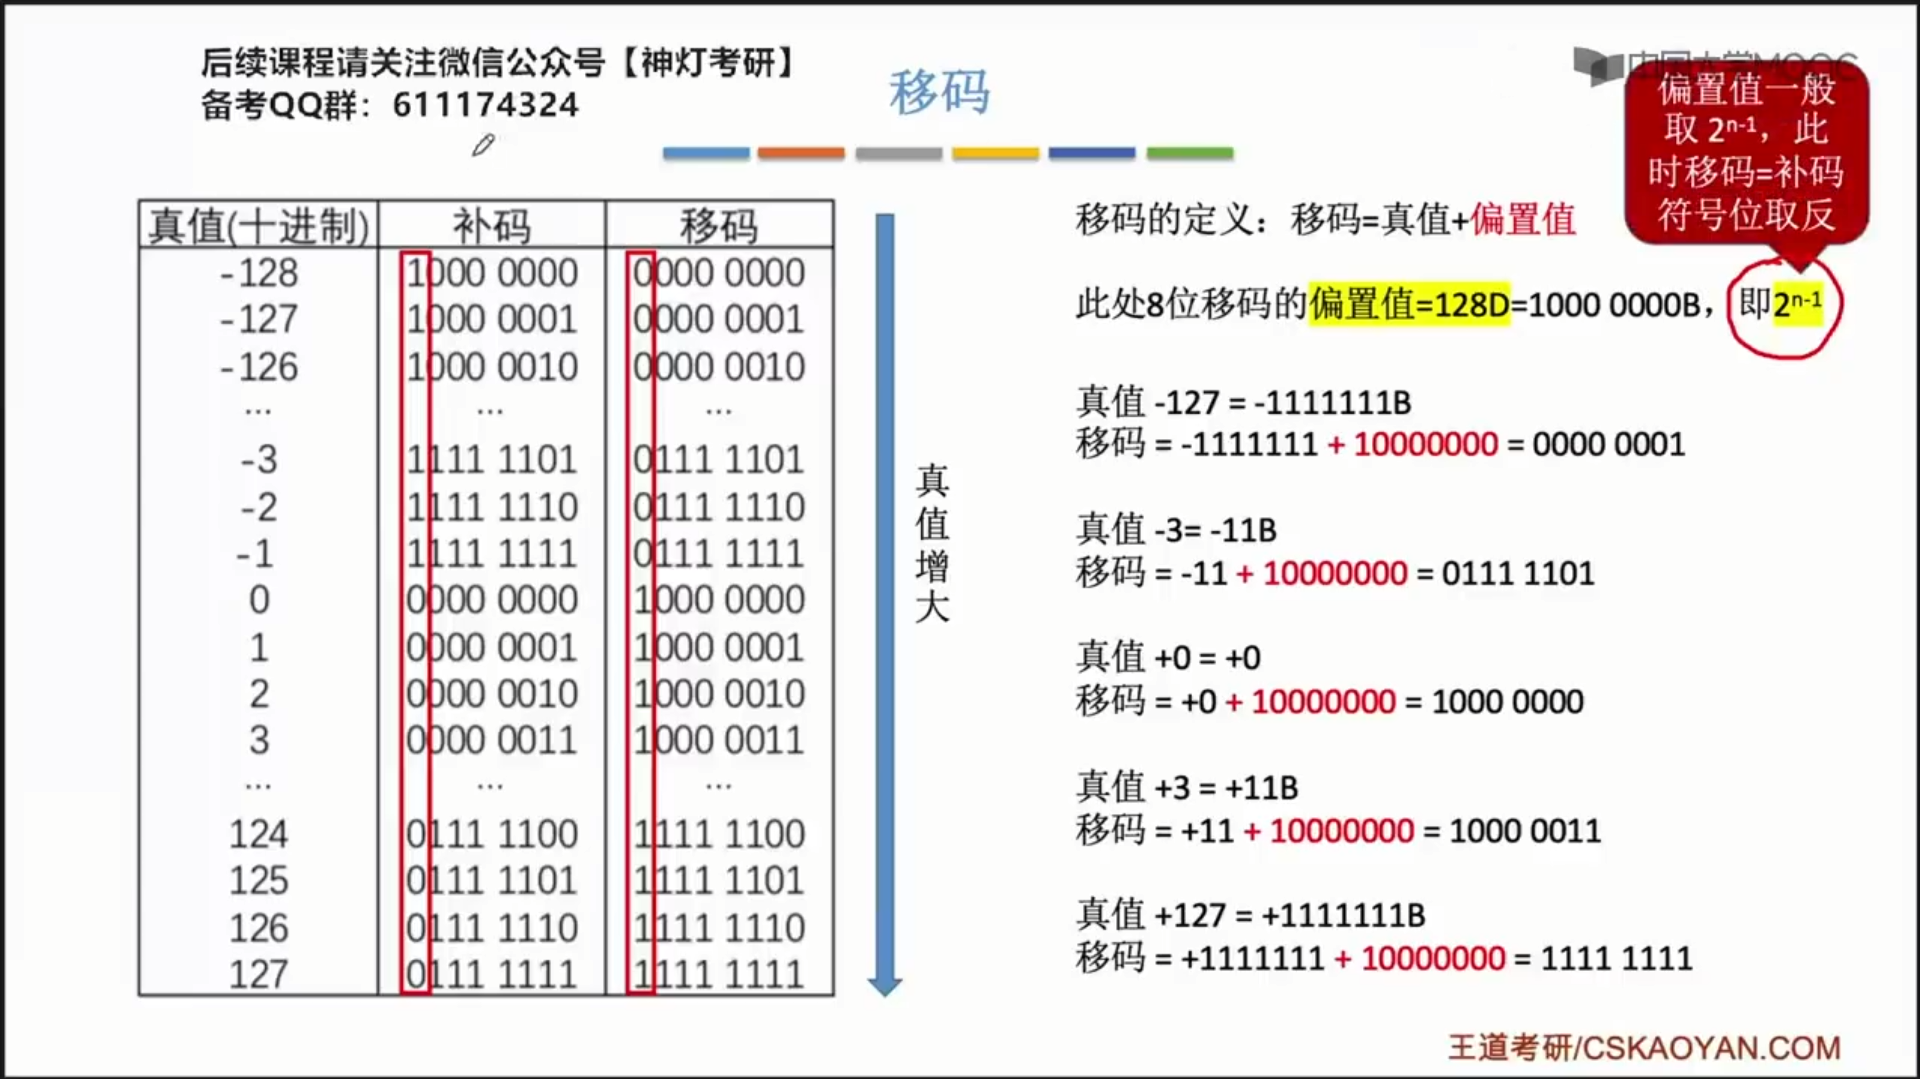 后续课程请关注微信公众号【神灯考研】
备考QQ群：611174324
移码
中国大学MOOC
偏置值一般
取 2ⁿ⁻¹，此
时移码=补码
符号位取反
真值(十进制) 补码 移码
-128 1000 0000 0000 0000
-127 1000 0001 0000 0001
-126 1000 0010 0000 0010
... ... ...
-3 1111 1101 0111 1101
-2 1111 1110 0111 1110
-1 1111 1111 0111 1111
0 0000 0000 1000 0000
1 0000 0001 1000 0001
2 0000 0010 1000 0010
3 0000 0011 1000 0011
... ... ...
124 0111 1100 1111 1100
125 0111 1101 1111 1101
126 0111 1110 1111 1110
127 0111 1111 1111 1111
真
值
增
大
移码的定义：移码=真值+偏置值
此处8位移码的偏置值=128D=1000 0000B，即2ⁿ⁻¹
真值 -127 = -1111111B
移码 = -1111111 + 10000000 = 0000 0001
真值 -3= -11B
移码 = -11 + 10000000 = 0111 1101
真值 +0 = +0
移码 = +0 + 10000000 = 1000 0000
真值 +3 = +11B
移码 = +11 + 10000000 = 1000 0011
真值 +127 = +1111111B
移码 = +1111111 + 10000000 = 1111 1111
王道考研/CSKAOYAN.COM